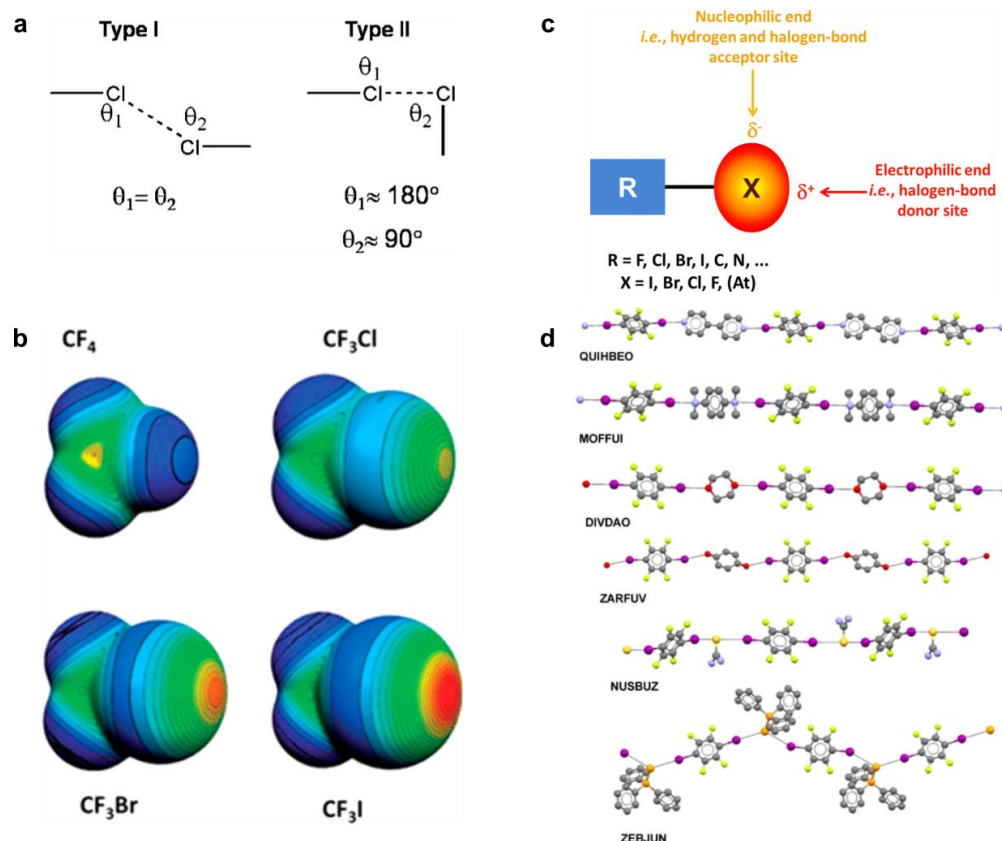 a
Type I
Type II
θ₁
Cl
θ₁
Cl
Cl
θ₂
θ₂
Cl
θ₁= θ₂
θ₁≈ 180°
θ₂≈ 90°
b
CF₄
CF₃Cl
CF₃Br
CF₃I
c
Nucleophilic end
i.e., hydrogen and halogen-bond
acceptor site
δ-
R
X
δ+
Electrophilic end
i.e., halogen-bond
donor site
R = F, Cl, Br, I, C, N, ...
X = I, Br, Cl, F, (At)
d
QUIHBEO
MOFFUI
DIVDAO
ZARFUV
NUSBUZ
ZEBJUN